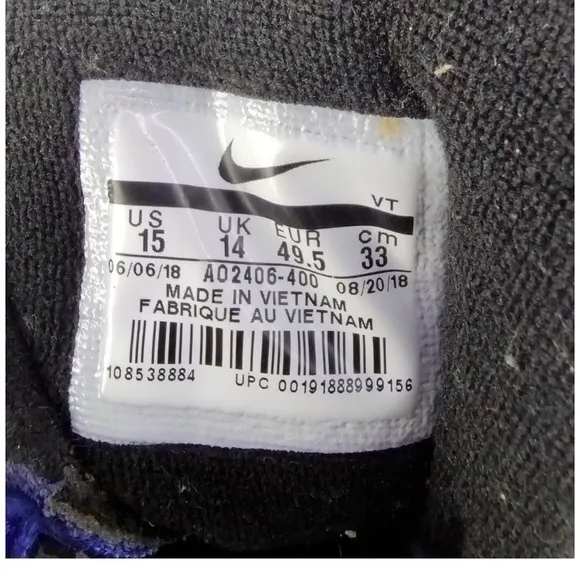 VT
US UK EUR cm
15 14 49.5 33
06/06/18 AO2406-400 08/20/18
MADE IN VIETNAM
FABRIQUE AU VIETNAM
108538884 UPC 00191888999156